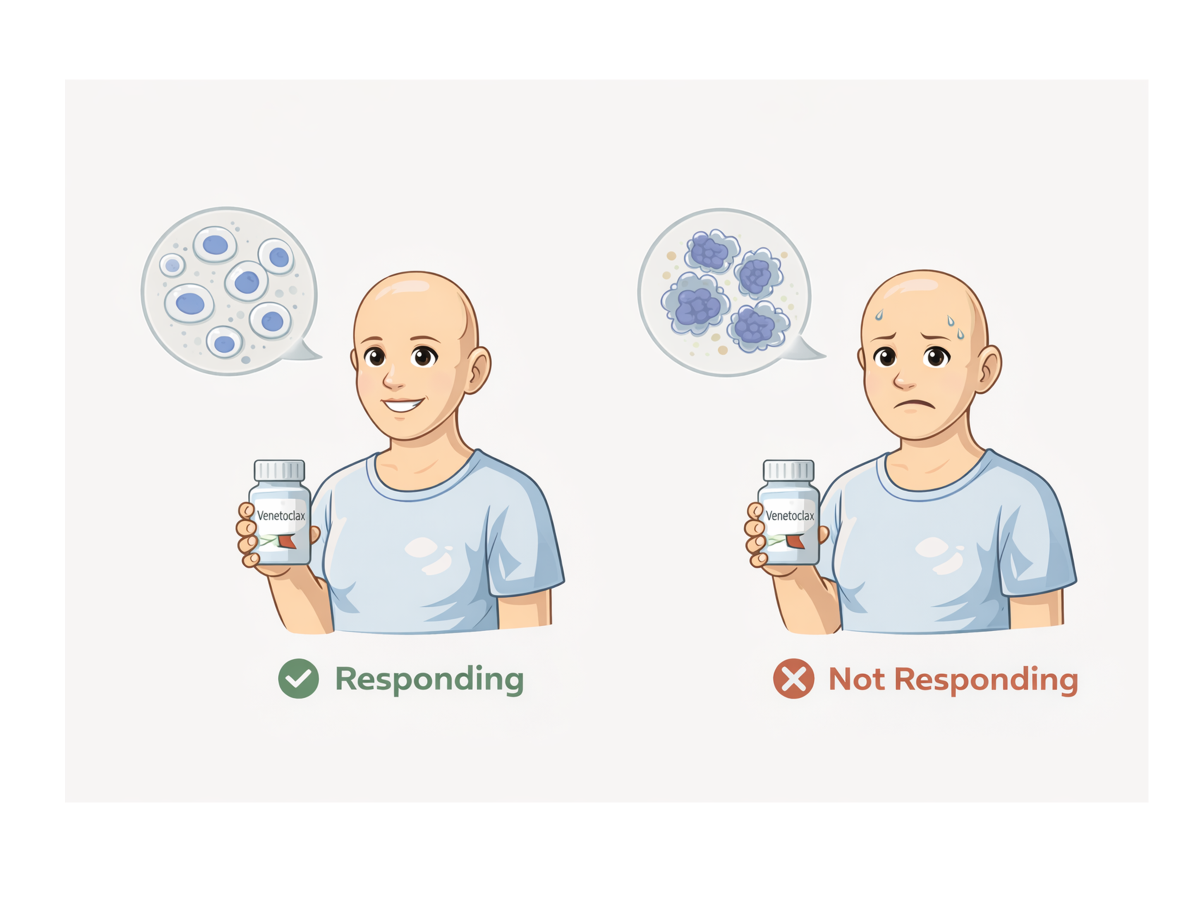 Venetoclax
Venetoclax
Responding
Not Responding